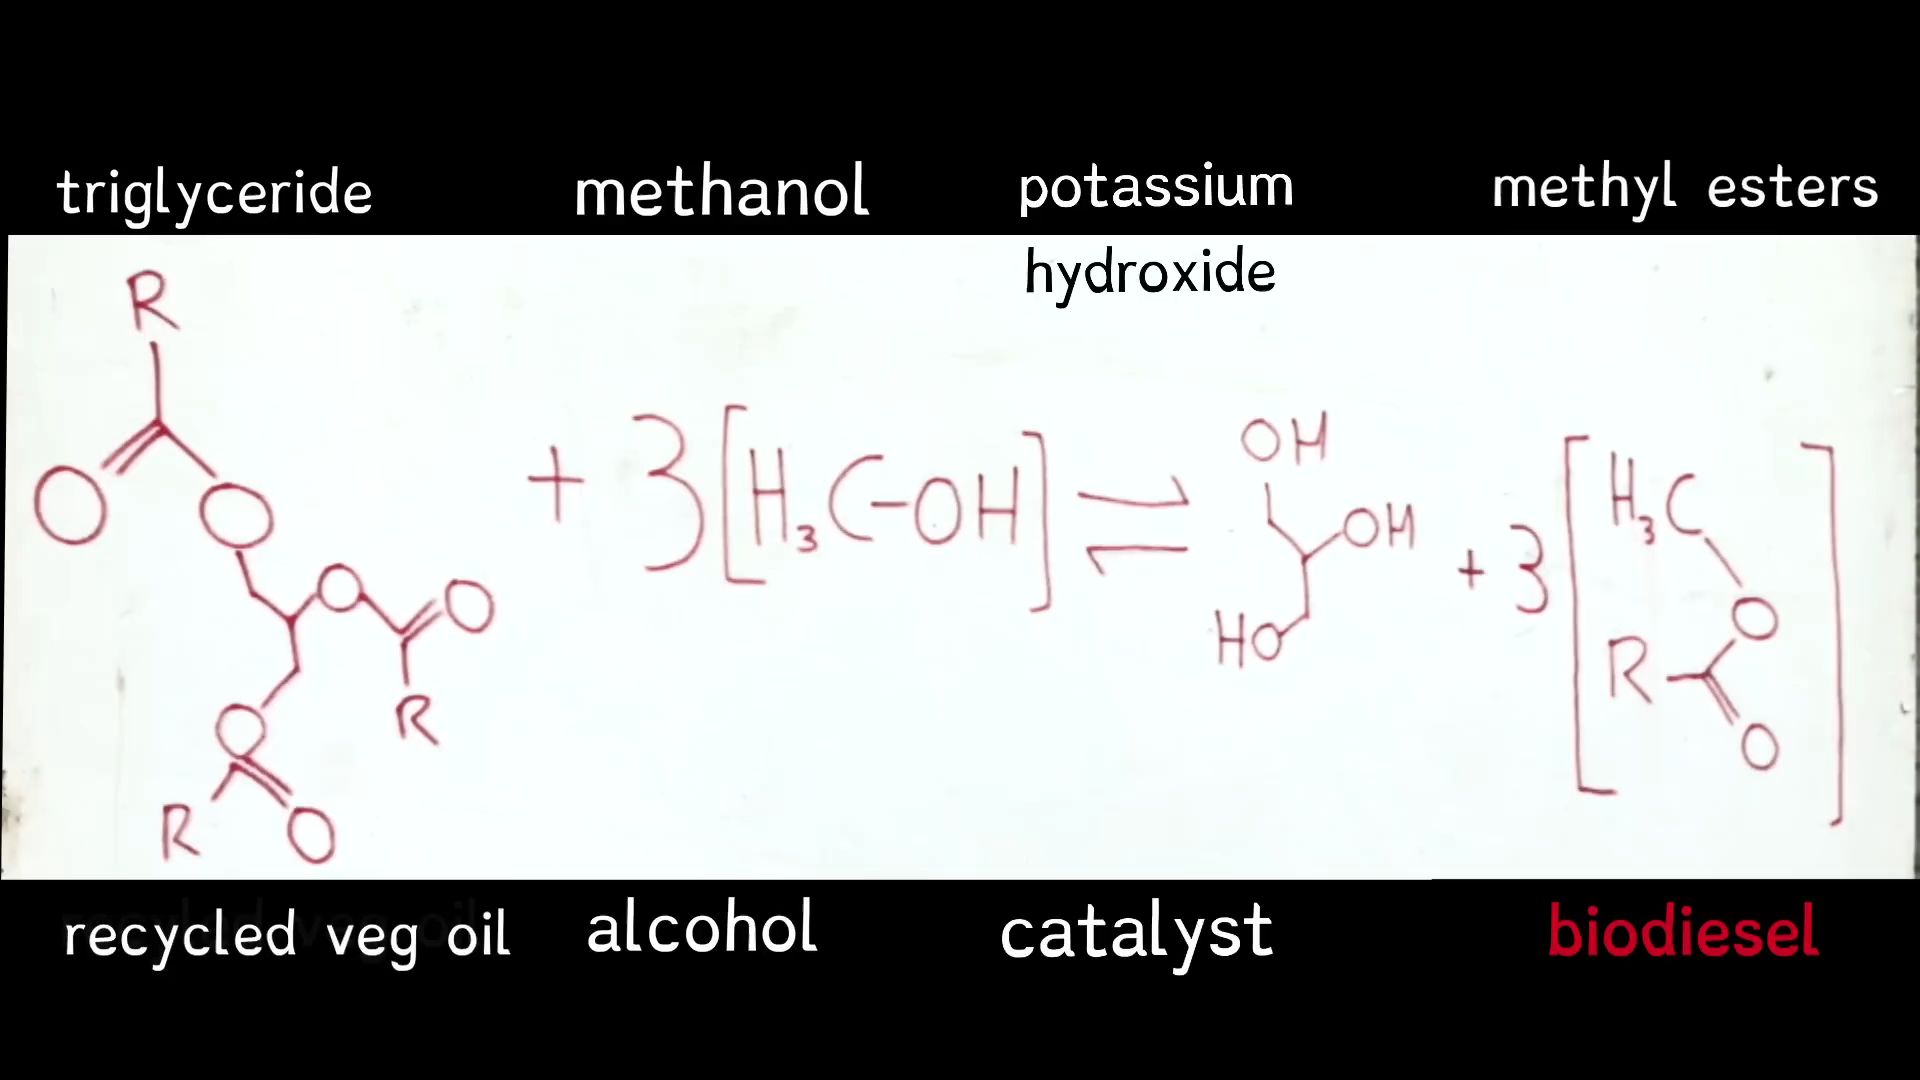 triglyceride
methanol
potassium
hydroxide
methyl esters
R
O
O
O
O
R
O
R
O
+ 3[H₃C-OH]
OH
OH
HO
+ 3
H₃C
O
R
O
recycled veg oil
alcohol
catalyst
biodiesel